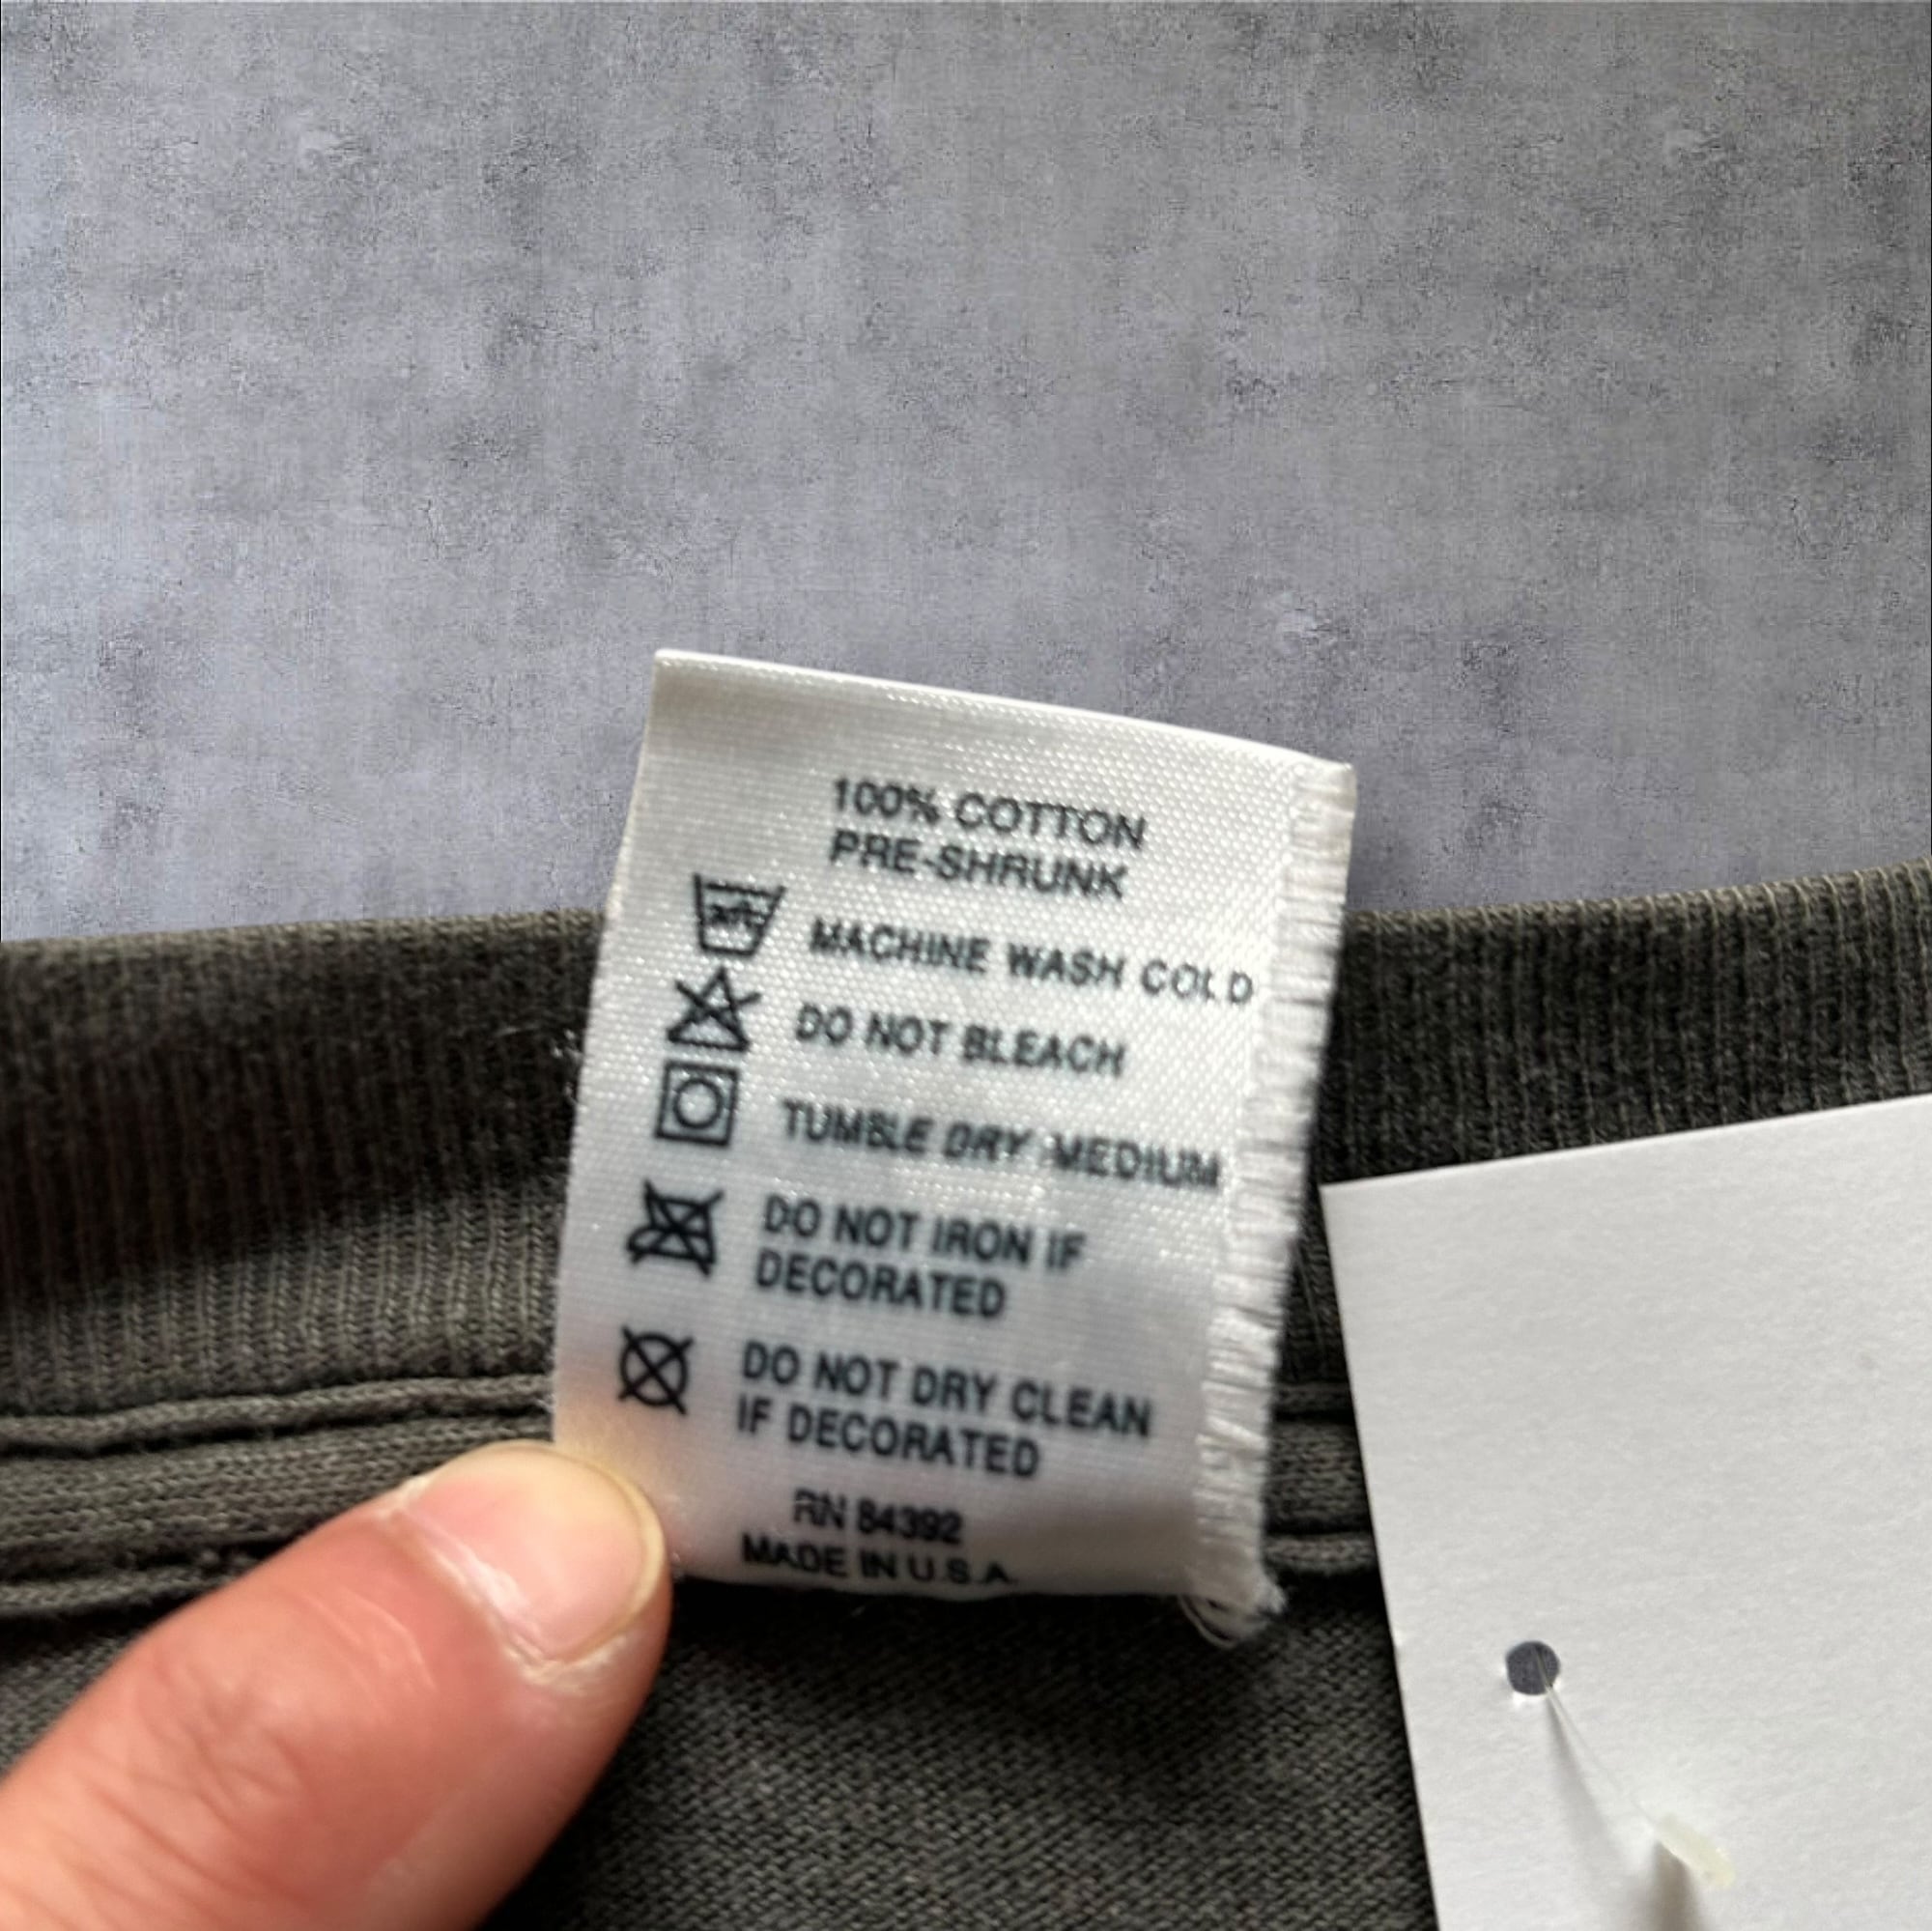 100% COTTON
PRE-SHRUNK
MACHINE WASH COLD
DO NOT BLEACH
TUMBLE DRY MEDIUM
DO NOT IRON IF
DECORATED
DO NOT DRY CLEAN
IF DECORATED
RN 84392
MADE IN U.S.A.